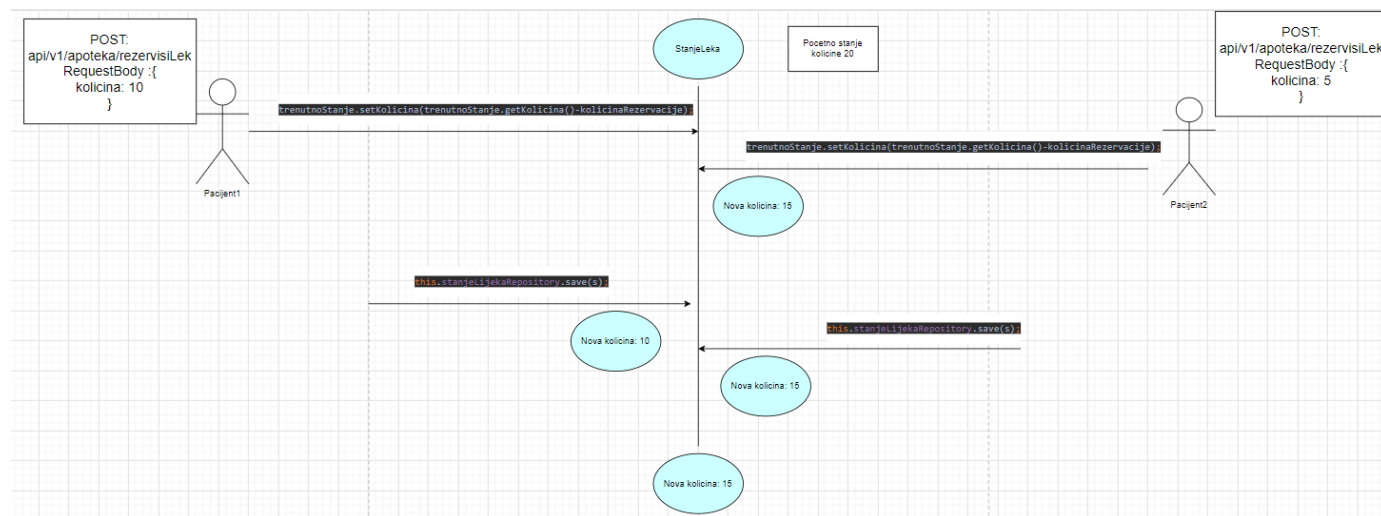 POST:
api/v1/apoteka/rezervisiLek
RequestBody :{
kolicina: 10
}
StanjeLeka
Pocetno stanje
kolicine 20
POST:
api/v1/apoteka/rezervisiLek
RequestBody :{
kolicina: 5
}
trenutnoStanje.setKolicina(trenutnoStanje.getKolicina()-kolicinaRezervacije);
trenutnoStanje.setKolicina(trenutnoStanje.getKolicina()-kolicinaRezervacije);
Pacijent1
Nova kolicina: 15
Pacijent2
this.stanjeLijekaRepository.save(s);
this.stanjeLijekaRepository.save(s);
Nova kolicina: 10
Nova kolicina: 15
Nova kolicina: 15